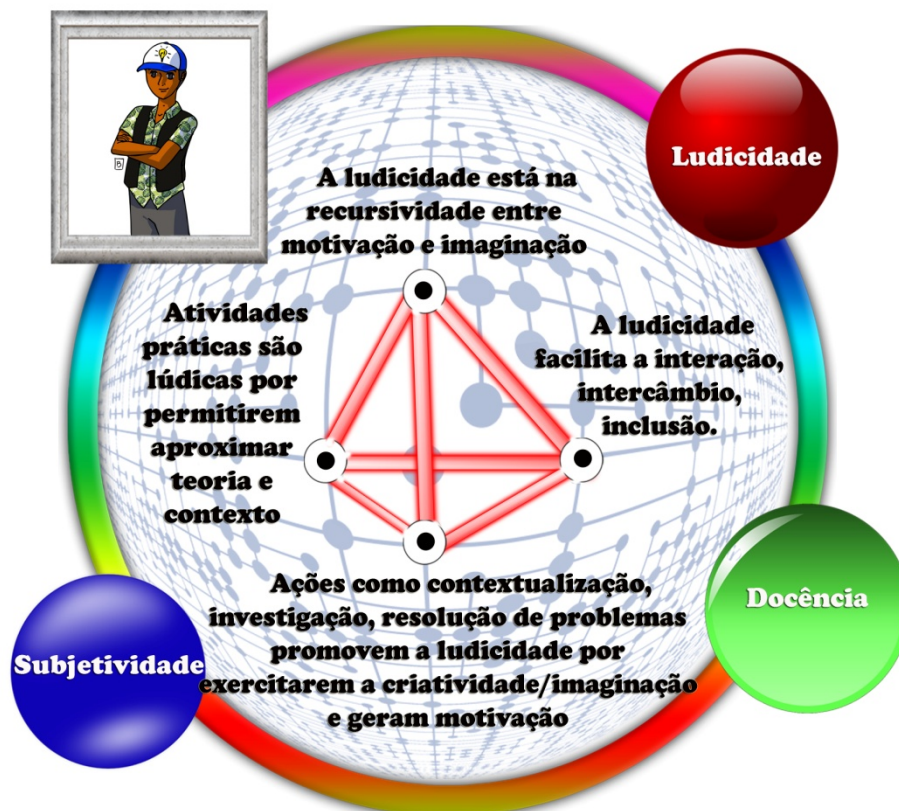 Ludicidade
A ludicidade está na
recursividade entre
motivação e imaginação
Atividades
práticas são
lúdicas por
permitirem
aproximar
teoria e
contexto
A ludicidade
facilita a interação,
intercâmbio,
inclusão.
Ações como contextualização,
investigação, resolução de problemas
promovem a ludicidade por
exercitarem a criatividade/imaginação
e geram motivação
Docência
Subjetividade